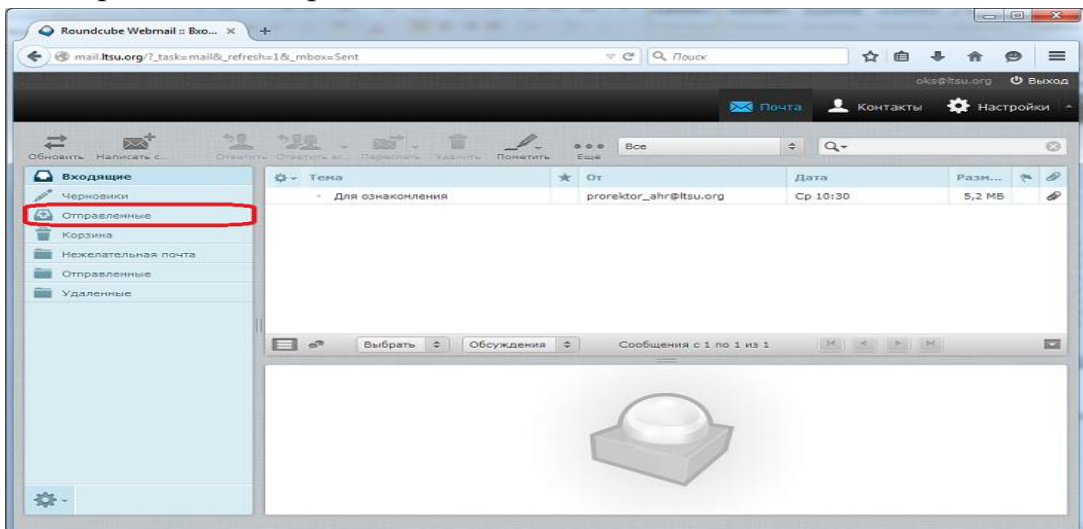 Roundcube Webmail :: Вхо... × +
mail.ltsu.org/?_task=mail&_refresh=1&_mbox=Sent Поиск
oks@ltsu.org Выход
Почта Контакты Настройки
Обновить Написать с... Ответить Ответить вс... Переслать Удалить Пометить Еще Все
Входящие Тема От Дата Разм...
Черновики Для ознакомления prorektor_ahr@ltsu.org Ср 10:30 5,2 МБ
Отправленные
Корзина
Нежелательная почта
Отправленные
Удаленные
Выбрать Обсуждения Сообщения с 1 по 1 из 1